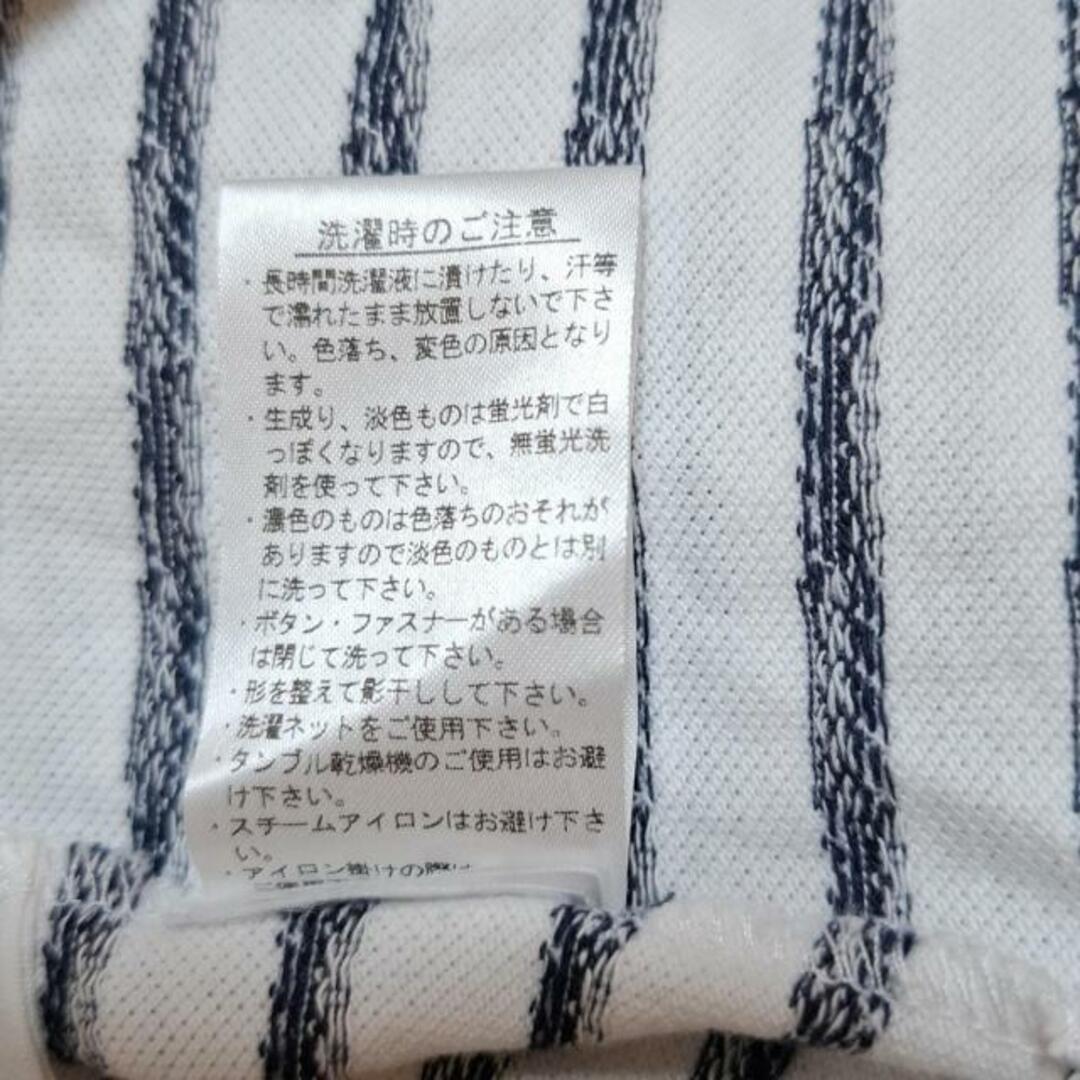 洗濯時のご注意
・長時間洗濯液に漬けたり、汗等
で濡れたまま放置しないで下さ
い。色落ち、変色の原因となり
ます。
・生成り、淡色ものは蛍光剤で白
っぽくなりますので、無蛍光洗
剤を使って下さい。
・濃色のものは色落ちのおそれが
ありますので淡色のものとは別
に洗って下さい。
・ボタン・ファスナーがある場合
は閉じて洗って下さい。
・形を整えて影干しして下さい。
・洗濯ネットをご使用下さい。
・タンブル乾燥機のご使用はお避
け下さい。
・スチームアイロンはお避け下さ
い。
・アイロン掛けの際は